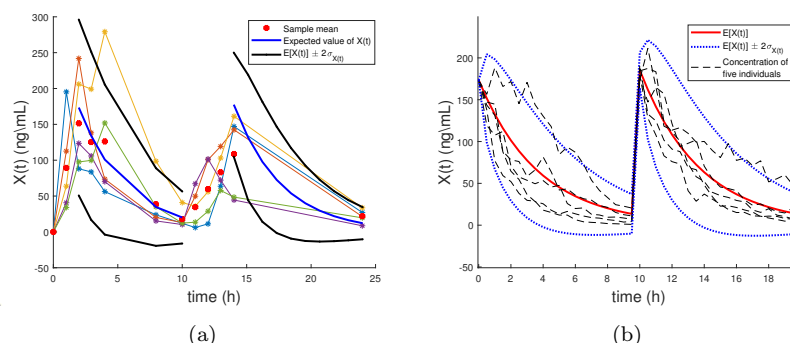 300
250
200
150
100
50
0
-50
0
5
10
15
20
25
X(t) (ng\mL)
time (h)
Sample mean
Expected value of X(t)
E[X(t)] ± 2σX(t)
(a)
200
150
100
50
0
-50
0
2
4
6
8
10
12
14
16
18
X(t) (ng\mL)
time (h)
E[X(t)]
E[X(t)] ± 2σX(t)
Concentration of
five individuals
(b)